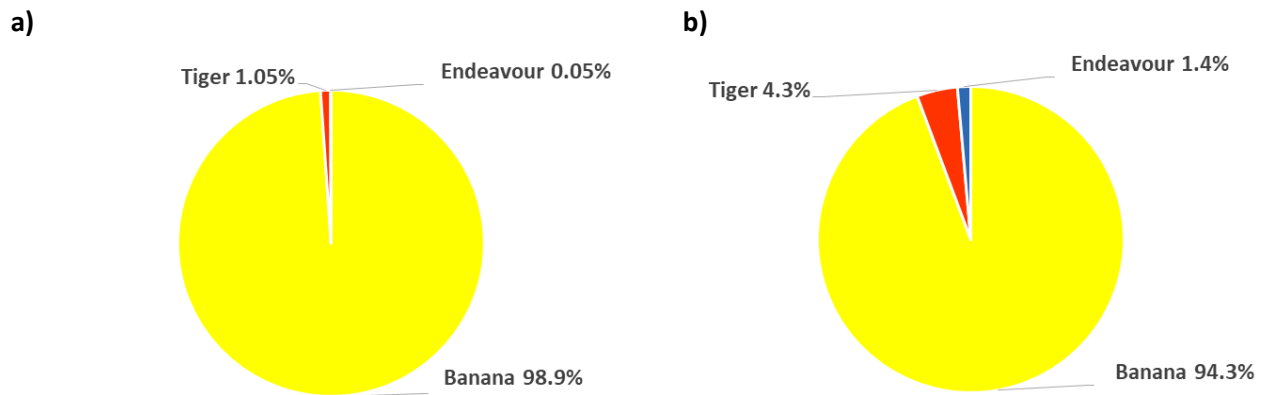 a)
Tiger 1.05%
Endeavour 0.05%
Banana 98.9%
b)
Tiger 4.3%
Endeavour 1.4%
Banana 94.3%